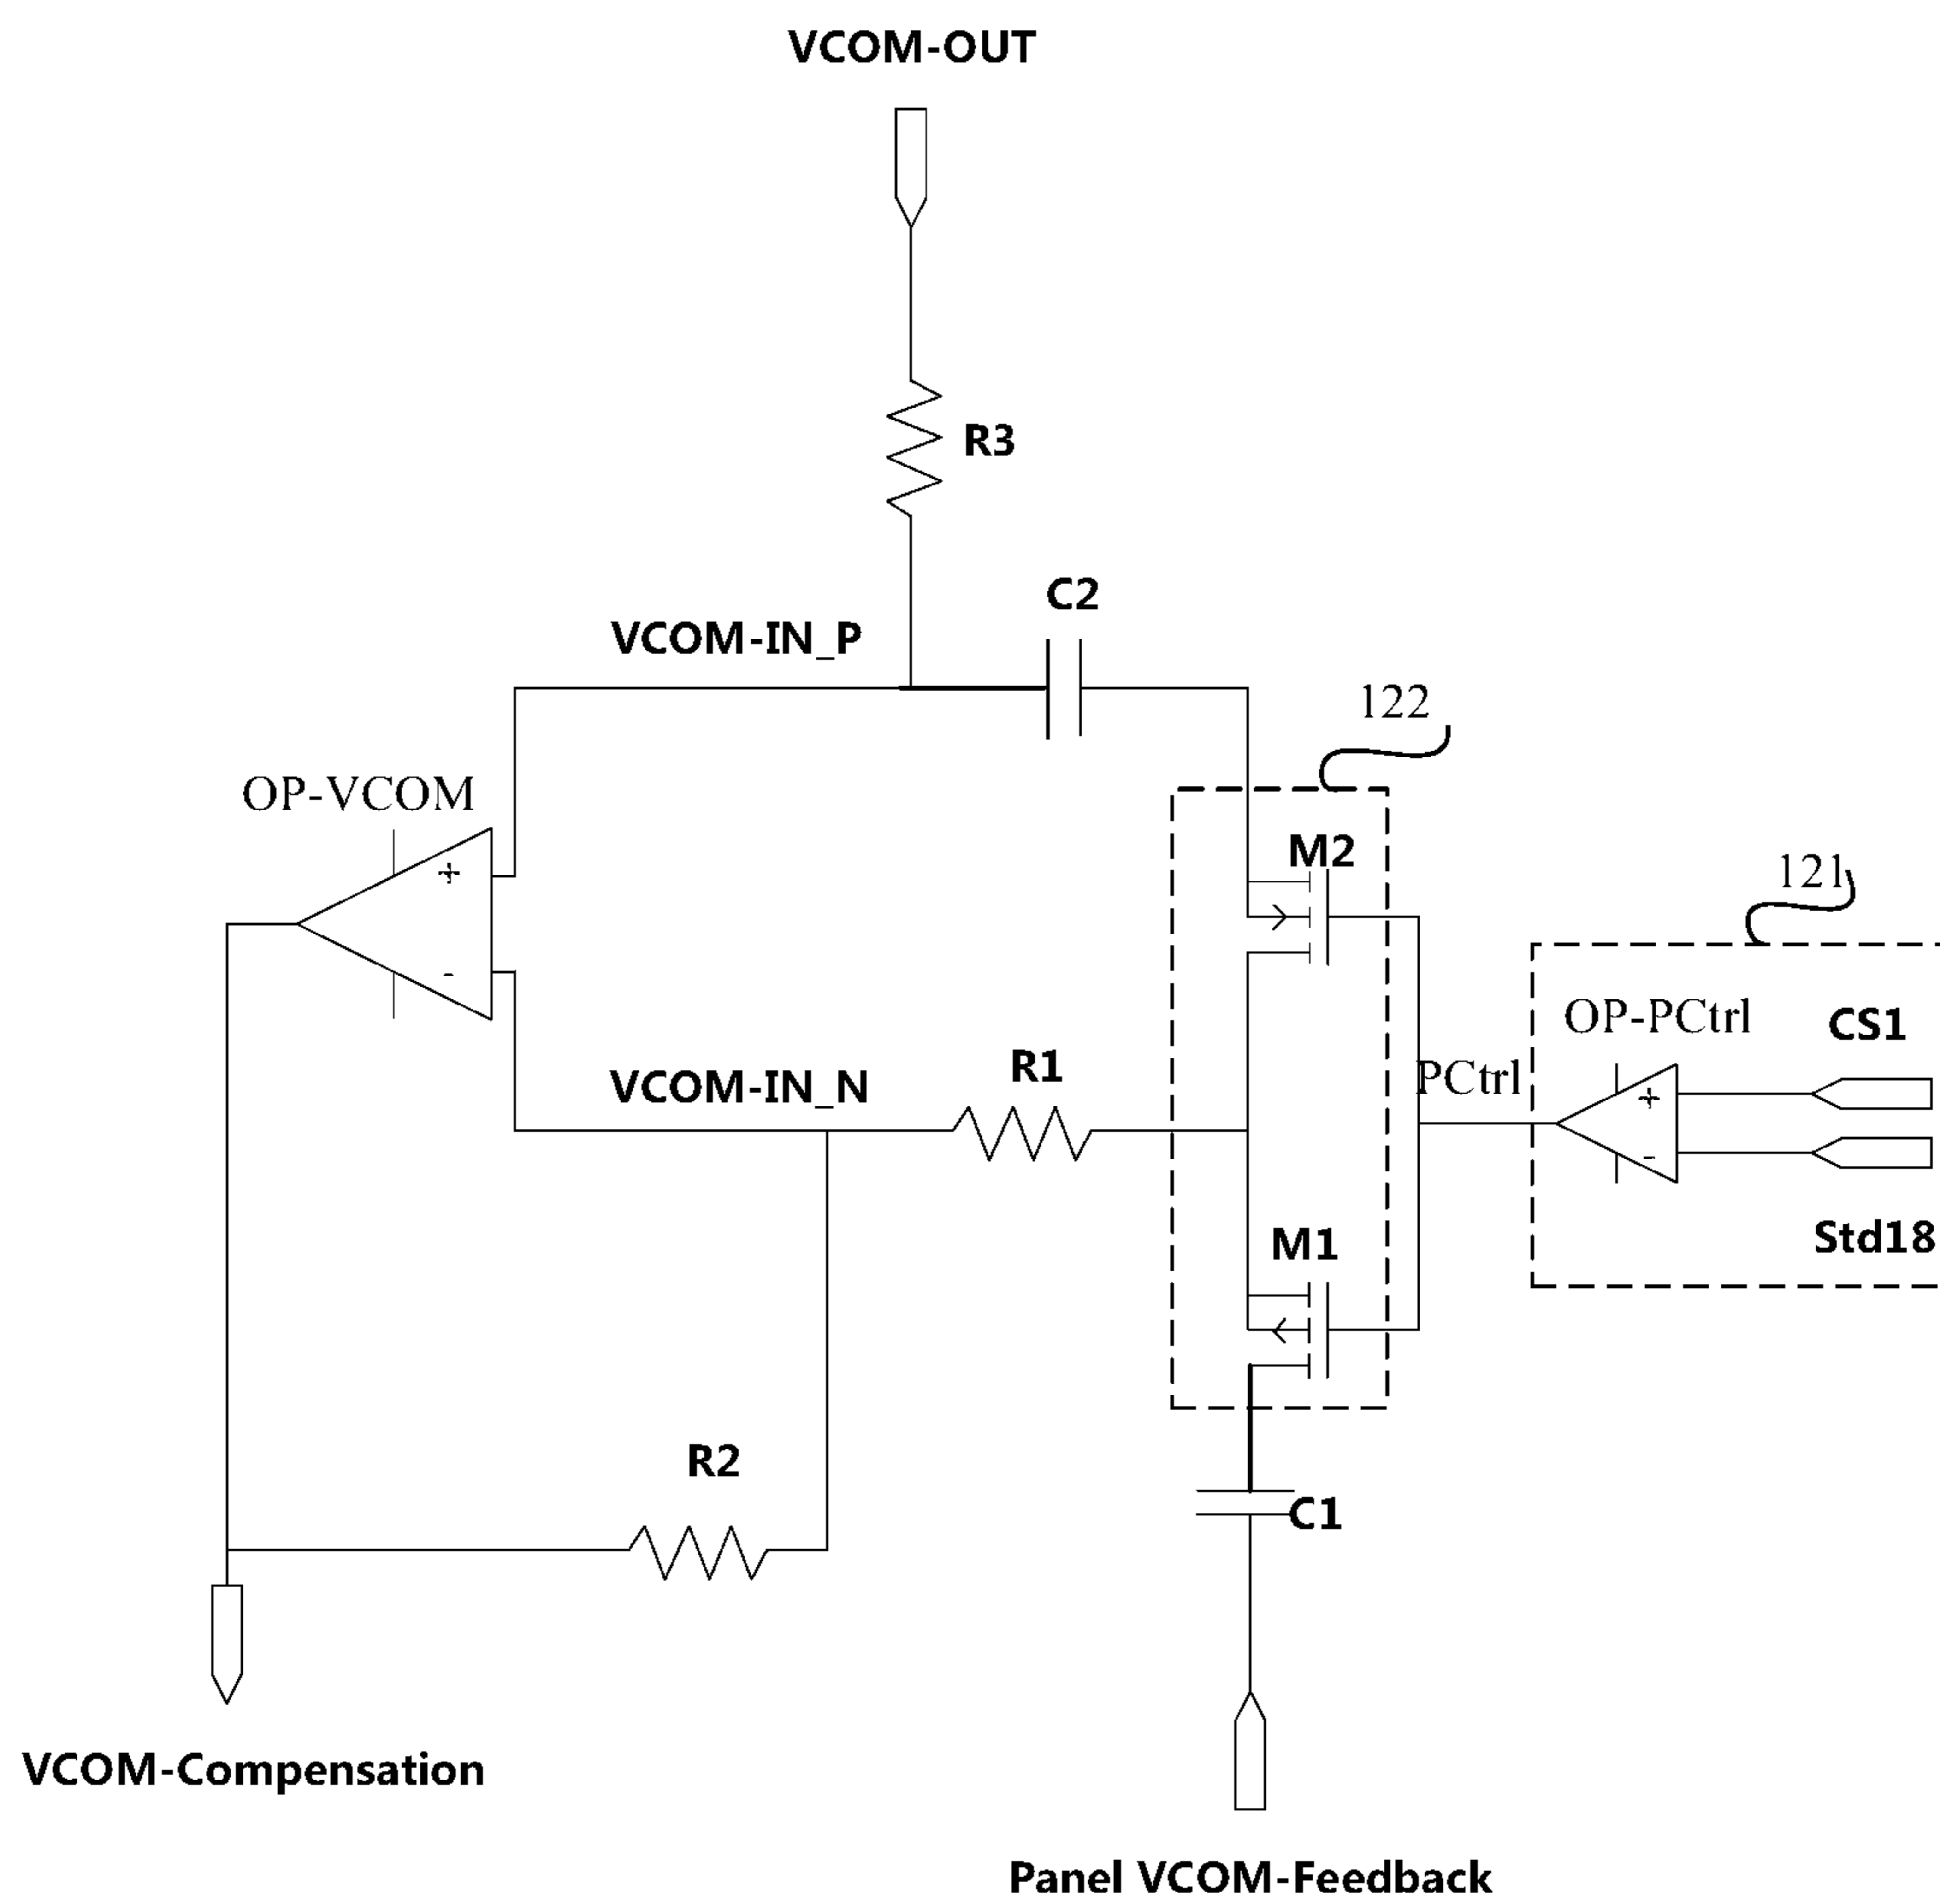 VCOM-OUT
R3
C2
VCOM-IN_P
122
OP-VCOM
+
-
M2
121
OP-PCtrl
CS1
PCtrl
+
-
R1
VCOM-IN_N
Std18
M1
R2
C1
VCOM-Compensation
Panel VCOM-Feedback